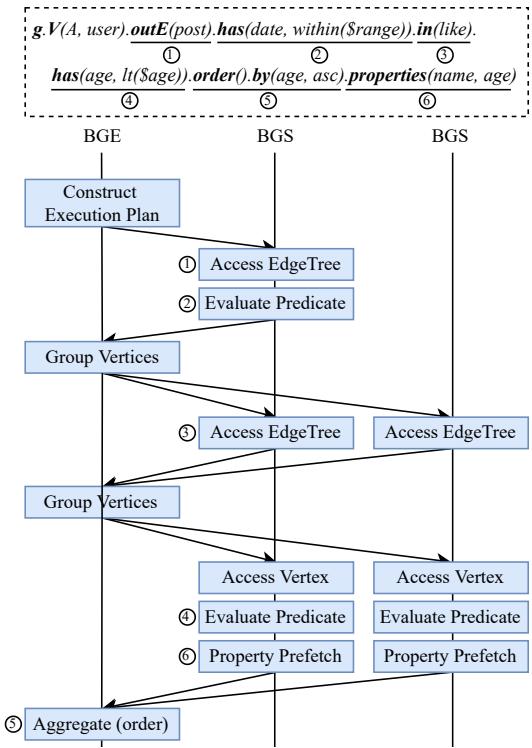 g.V(A, user).outE(post).has(date, within($range)).in(like).
① ② ③
has(age, lt($age)).order().by(age, asc).properties(name, age)
④ ⑤ ⑥
BGE BGS BGS
Construct
Execution Plan
① Access EdgeTree
② Evaluate Predicate
Group Vertices
③ Access EdgeTree Access EdgeTree
Group Vertices
Access Vertex Access Vertex
④ Evaluate Predicate Evaluate Predicate
⑥ Property Prefetch Property Prefetch
⑤ Aggregate (order)